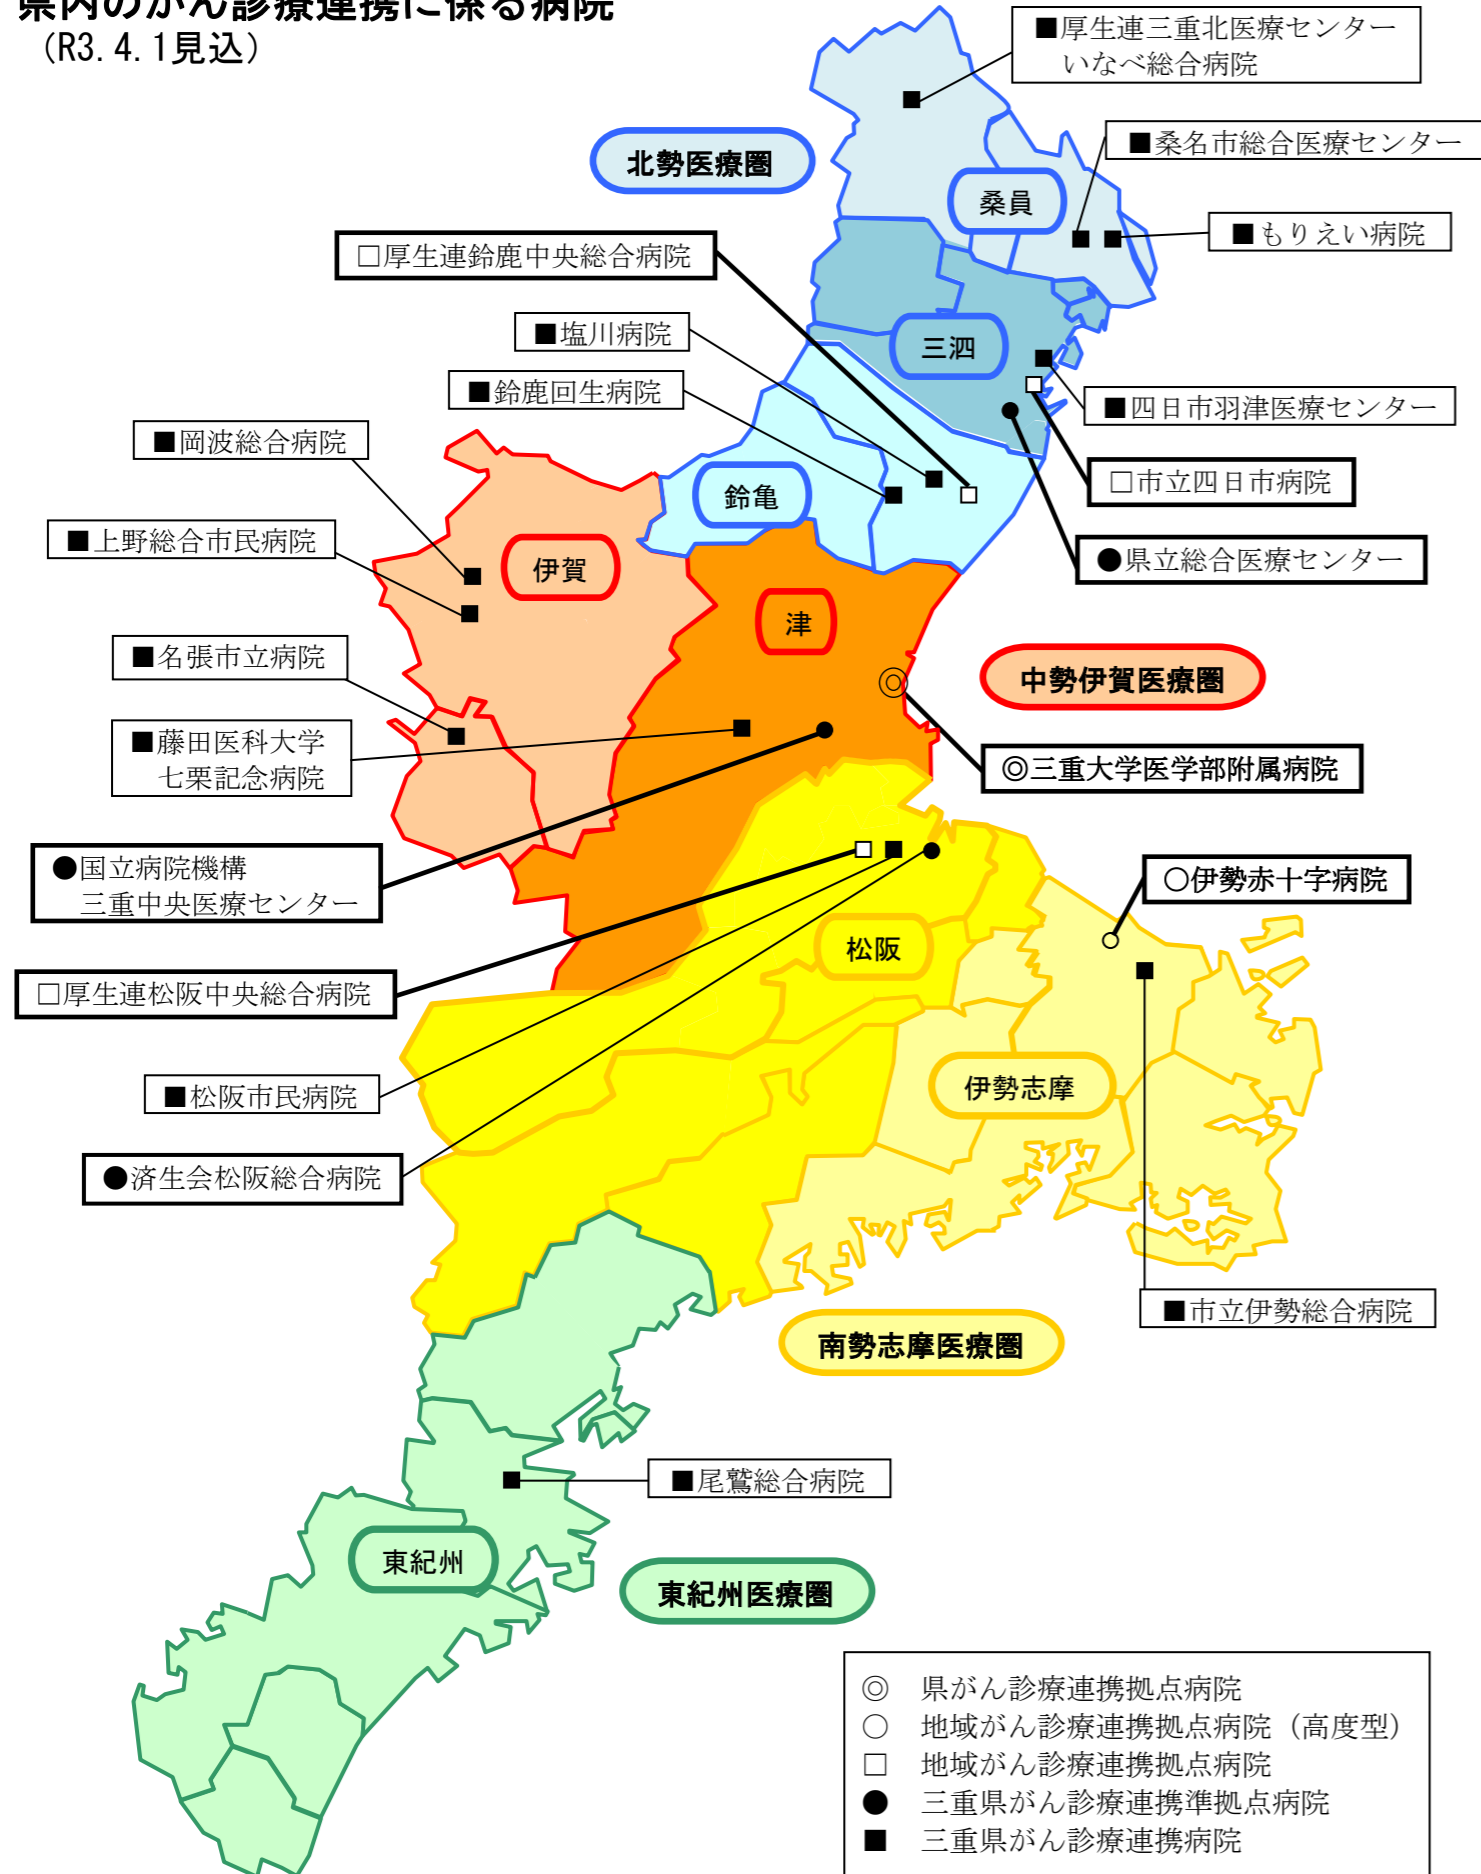 県内のがん診療連携に係る病院
（R3.4.1見込）
■厚生連三重北医療センター
いなべ総合病院
■桑名市総合医療センター
北勢医療圏
桑員
■もりえい病院
□厚生連鈴鹿中央総合病院
■塩川病院
三泗
■鈴鹿回生病院
■四日市羽津医療センター
■岡波総合病院
□市立四日市病院
鈴亀
■上野総合市民病院
●県立総合医療センター
伊賀
津
■名張市立病院
中勢伊賀医療圏
■藤田医科大学
七栗記念病院
◎三重大学医学部附属病院
●国立病院機構
三重中央医療センター
○伊勢赤十字病院
松阪
□厚生連松阪中央総合病院
伊勢志摩
■松阪市民病院
●済生会松阪総合病院
■市立伊勢総合病院
南勢志摩医療圏
■尾鷲総合病院
東紀州
東紀州医療圏
◎　県がん診療連携拠点病院
○　地域がん診療連携拠点病院（高度型）
□　地域がん診療連携拠点病院
●　三重県がん診療連携準拠点病院
■　三重県がん診療連携病院